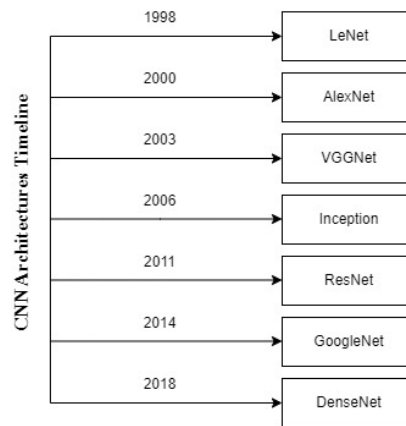 CNN Architectures Timeline
1998
LeNet
2000
AlexNet
2003
VGGNet
2006
Inception
2011
ResNet
2014
GoogleNet
2018
DenseNet